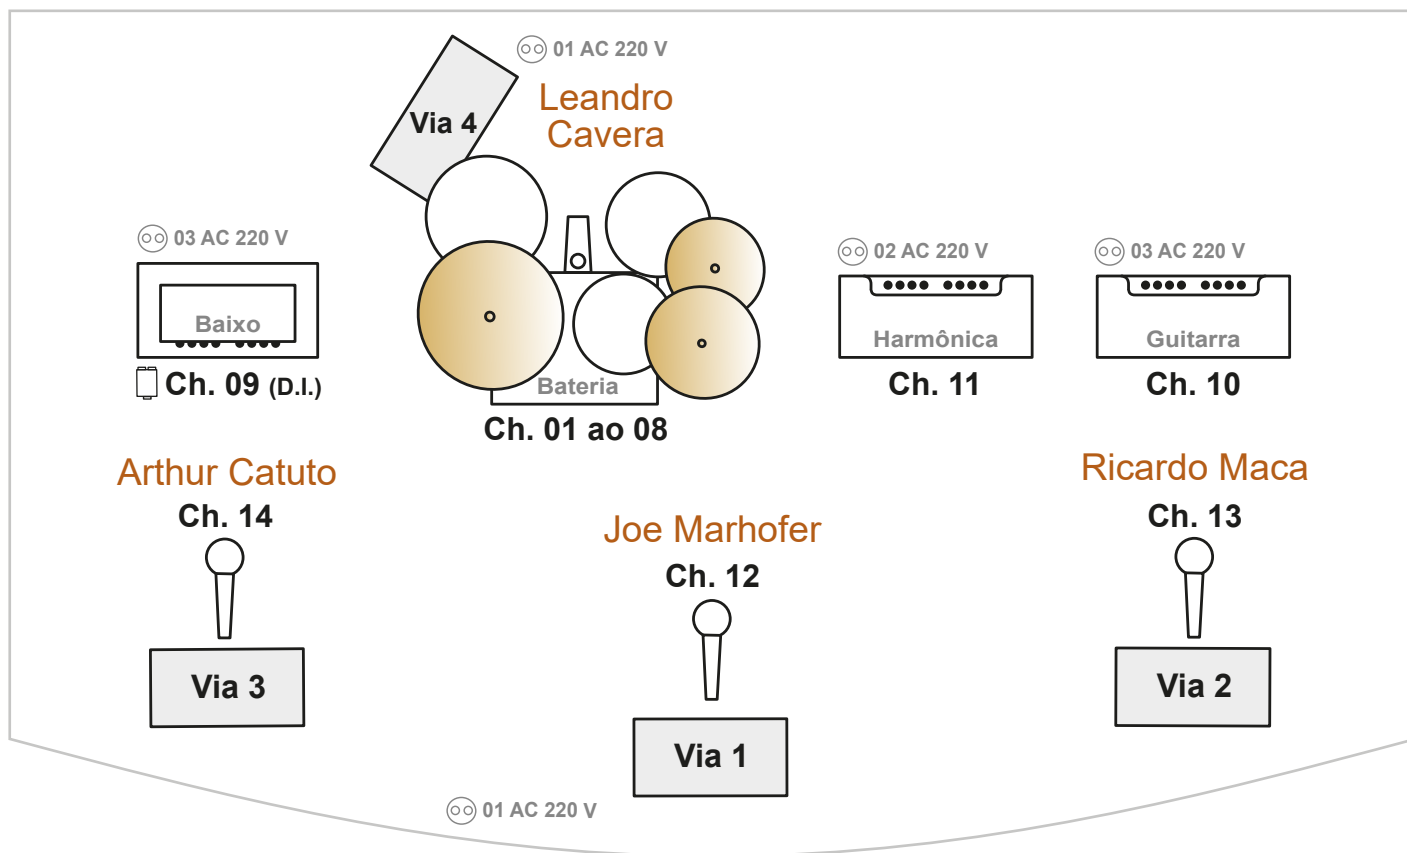 01 AC 220 V
Leandro
Cavera
Via 4
03 AC 220 V
Baixo
Ch. 09 (D.I.)
Bateria
Ch. 01 ao 08
02 AC 220 V
Harmônica
Ch. 11
03 AC 220 V
Guitarra
Ch. 10
Arthur Catuto
Ch. 14
Via 3
Joe Marhofer
Ch. 12
Via 1
Ricardo Maca
Ch. 13
Via 2
01 AC 220 V